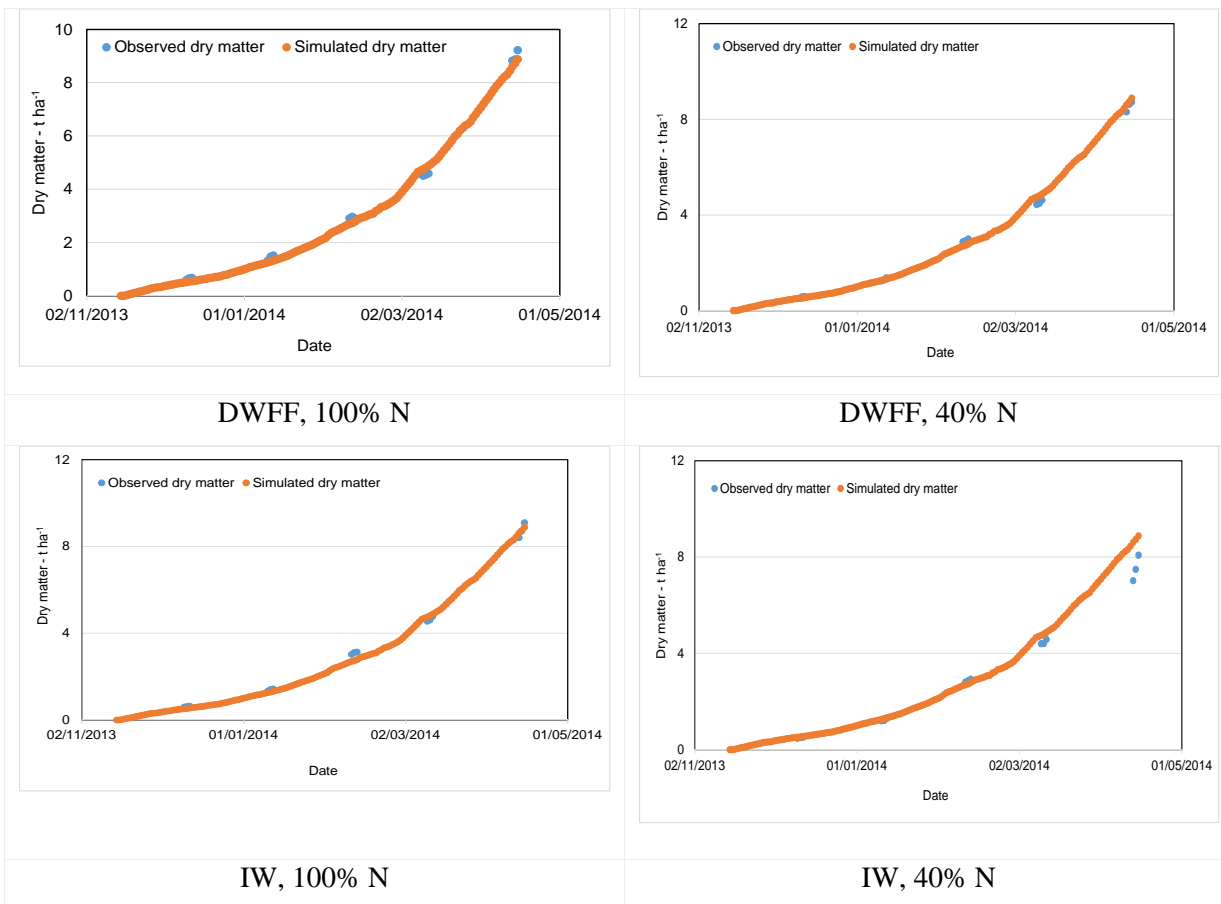 10
8
6
4
2
0
Dry matter - t ha⁻¹
Observed dry matter Simulated dry matter
02/11/2013 01/01/2014 02/03/2014 01/05/2014
Date
DWFF, 100% N
12
8
4
0
Dry matter - t ha⁻¹
Observed dry matter Simulated dry matter
02/11/2013 01/01/2014 02/03/2014 01/05/2014
Date
DWFF, 40% N
12
8
4
0
Dry matter - t ha⁻¹
Observed dry matter Simulated dry matter
02/11/2013 01/01/2014 02/03/2014 01/05/2014
Date
IW, 100% N
12
8
4
0
Dry matter - t ha⁻¹
Observed dry matter Simulated dry matter
02/11/2013 01/01/2014 02/03/2014 01/05/2014
Date
IW, 40% N